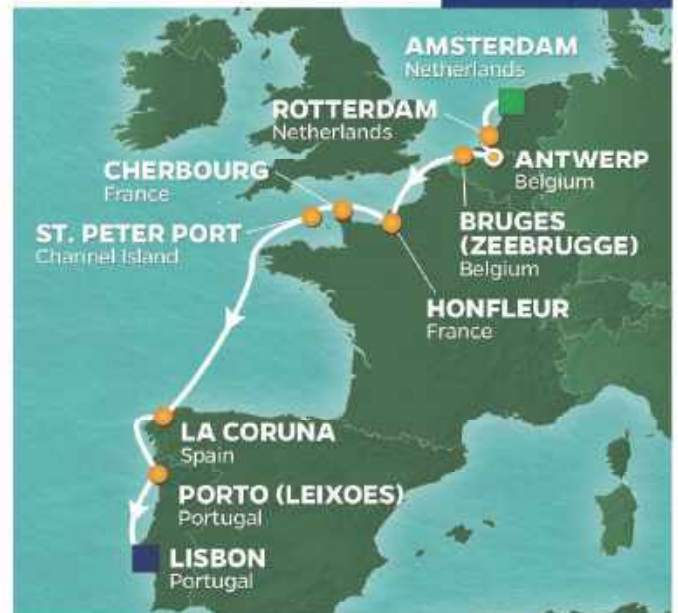 AMSTERDAM
Netherlands
ROTTERDAM
Netherlands
ANTWERP
Belgium
CHERBOURG
France
BRUGES
(ZEEBRUGGE)
Belgium
ST. PETER PORT
Channel Island
HONFLEUR
France
LA CORUNA
Spain
PORTO (LEIXOES)
Portugal
LISBON
Portugal